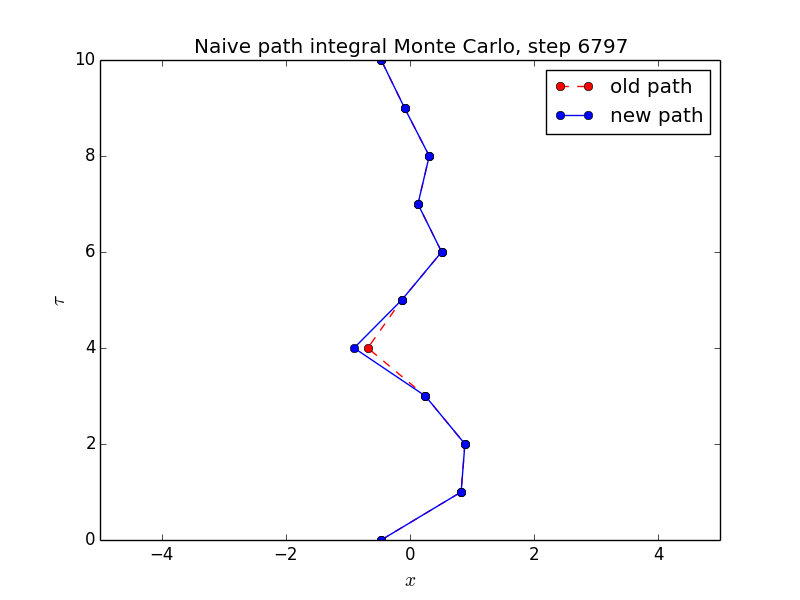 Naive path integral Monte Carlo, step 6797
old path
new path
10
8
6
4
2
0
τ
−4 −2 0 2 4
x